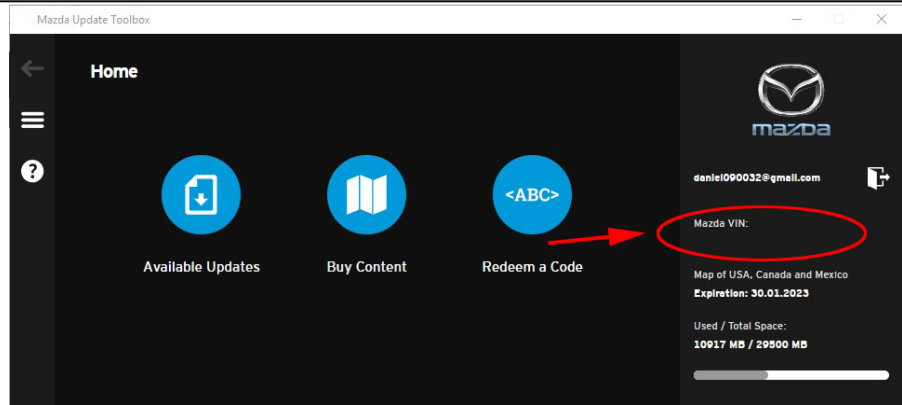 Mazda Update Toolbox
Home
mazDa
daniel090032@gmail.com
Mazda VIN:
<ABC>
Available Updates
Buy Content
Redeem a Code
Map of USA, Canada and Mexico
Expiration: 30.01.2023
Used / Total Space:
10917 MB / 29500 MB
?